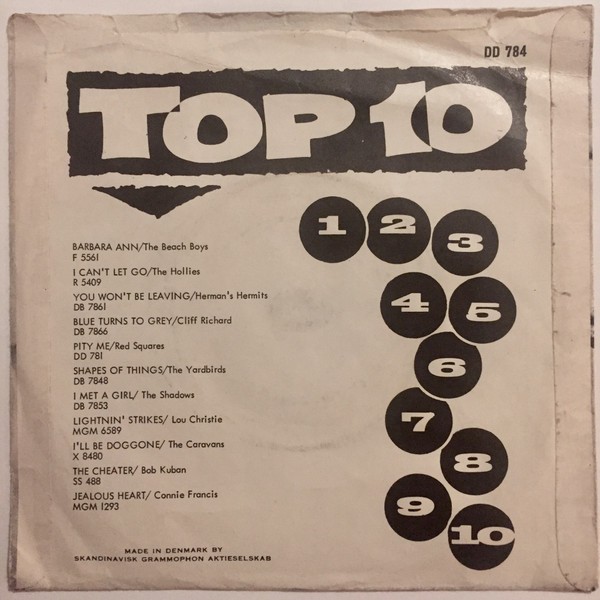 DD 784
TOP 10
1 2 3
4 5
6
7
8
9
10
BARBARA ANN/The Beach Boys
F 5561
I CAN'T LET GO/The Hollies
R 5409
YOU WON'T BE LEAVING/Herman's Hermits
DB 7861
BLUE TURNS TO GREY/Cliff Richard
DB 7866
PITY ME/Red Squares
DD 781
SHAPES OF THINGS/The Yardbirds
DB 7848
I MET A GIRL/ The Shadows
DB 7853
LIGHTNIN' STRIKES/ Lou Christie
MGM 6589
I'LL BE DOGGONE/ The Caravans
X 8480
THE CHEATER/ Bob Kuban
SS 488
JEALOUS HEART/ Connie Francis
MGM 1293
MADE IN DENMARK BY
SKANDINAVISK GRAMMOPHON AKTIESELSKAB